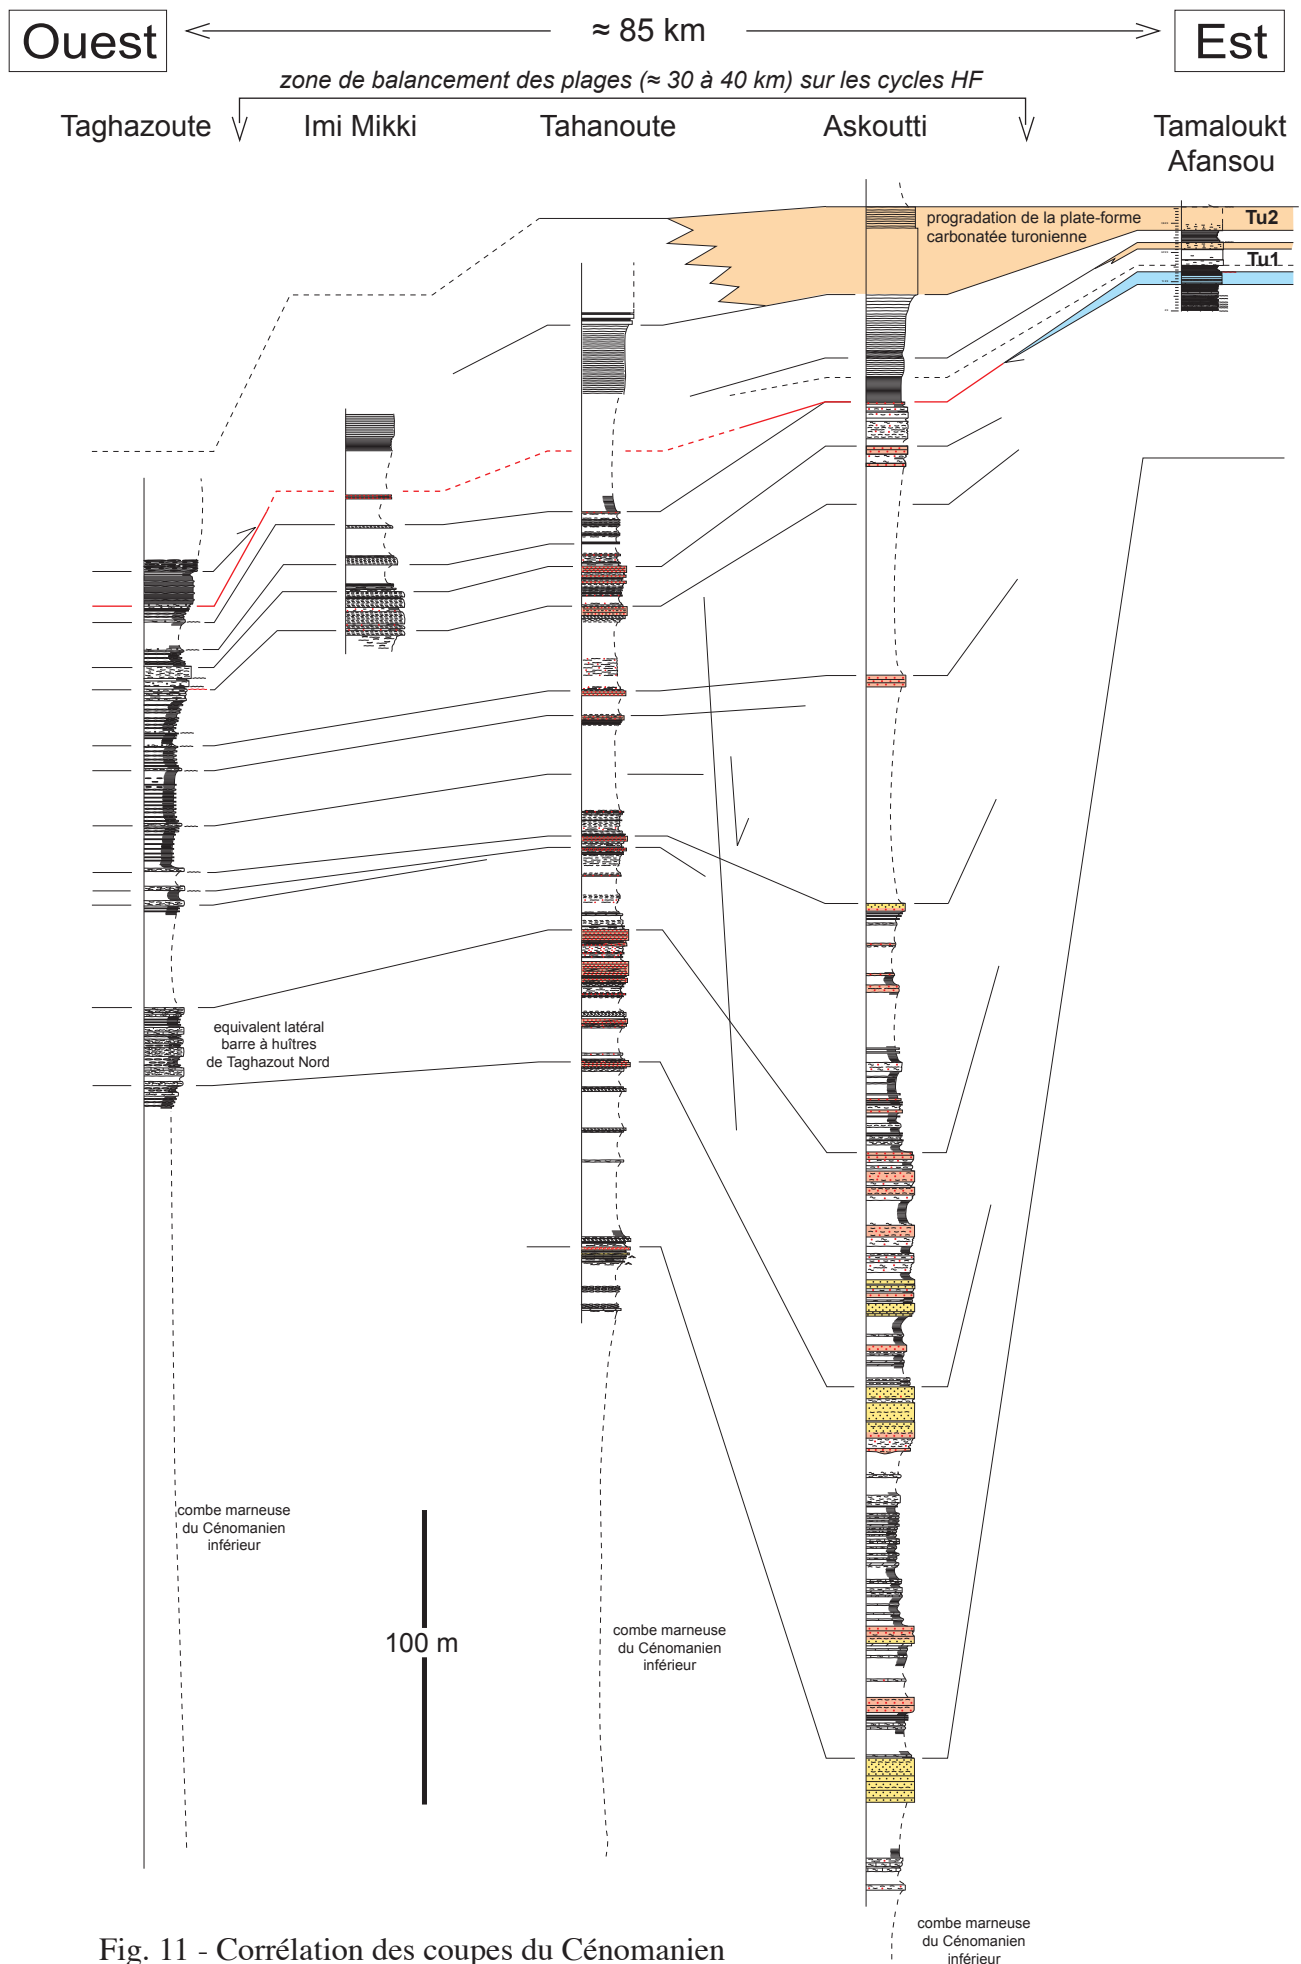 Ouest
≈ 85 km
Est
zone de balancement des plages (≈ 30 à 40 km) sur les cycles HF
Taghazoute
Imi Mikki
Tahanoute
Askoutti
Tamaloukt
Afansou
progradation de la plate-forme
carbonatée turonienne
Tu2
Tu1
equivalent latéral
barre à huîtres
de Taghazout Nord
combe marneuse
du Cénomanien
inférieur
100 m
combe marneuse
du Cénomanien
inférieur
combe marneuse
du Cénomanien
inférieur
Fig. 11 - Corrélation des coupes du Cénomanien